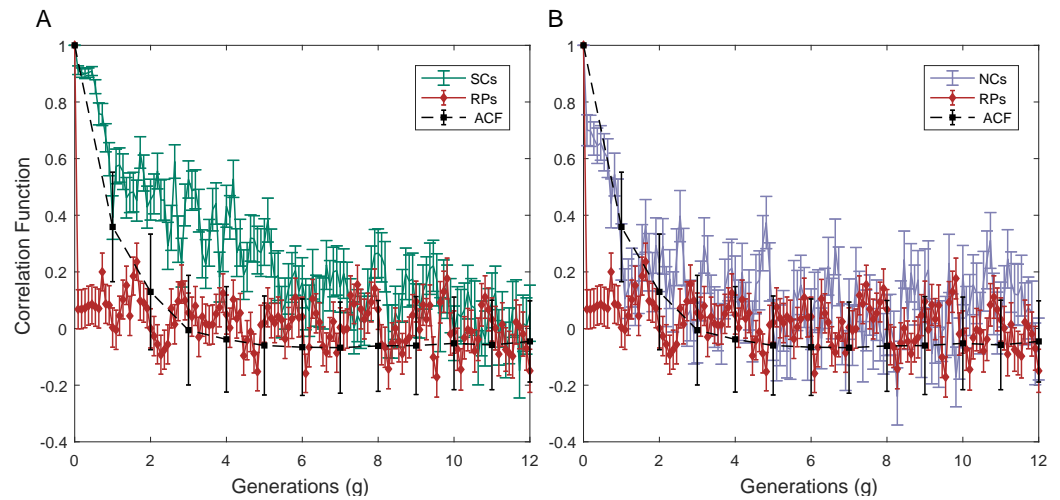 A
B
SCs
RPs
ACF
NCs
RPs
ACF
Correlation Function
1
0.8
0.6
0.4
0.2
0
-0.2
-0.4
0 2 4 6 8 10 12
Generations (g)
1
0.8
0.6
0.4
0.2
0
-0.2
-0.4
0 2 4 6 8 10 12
Generations (g)